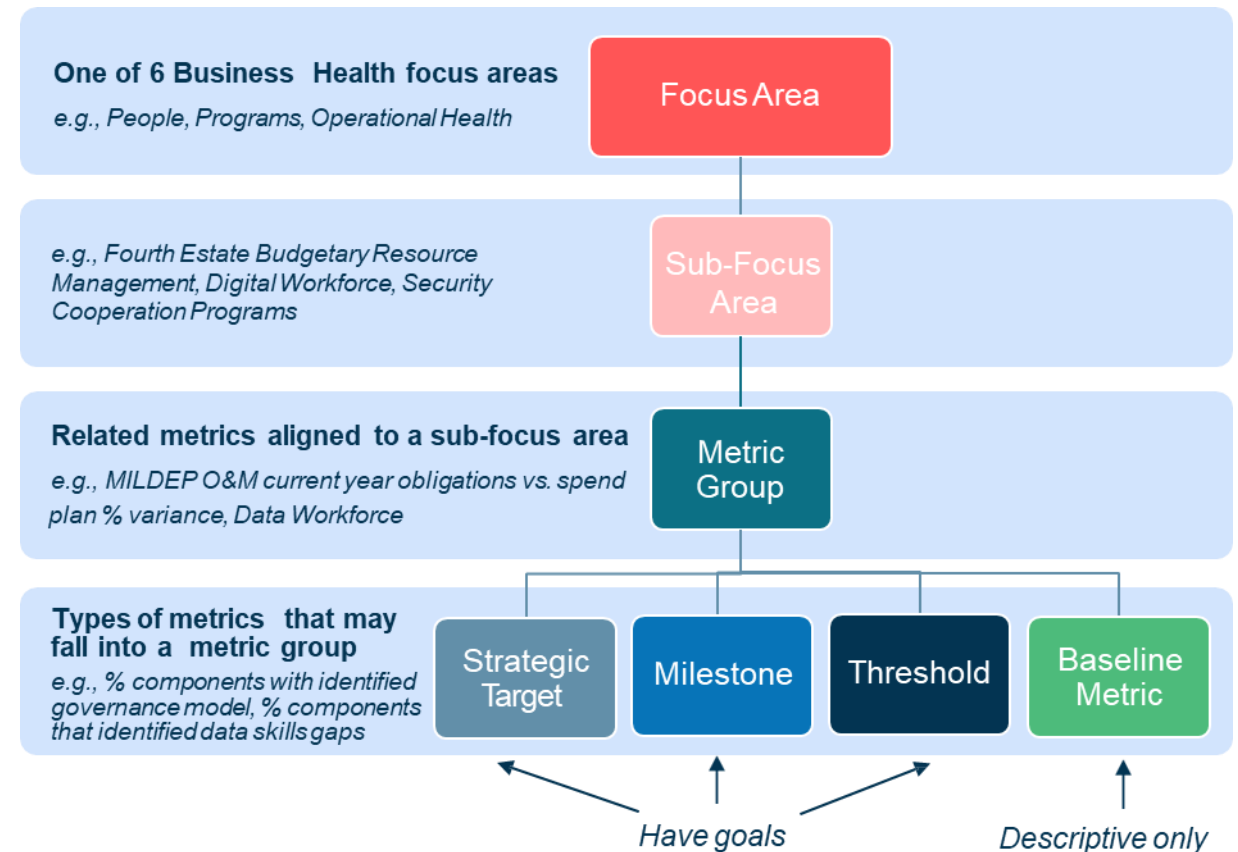 One of 6 Business Health focus areas
e.g., People, Programs, Operational Health
Focus Area
e.g., Fourth Estate Budgetary Resource
Management, Digital Workforce, Security
Cooperation Programs
Sub-Focus
Area
Related metrics aligned to a sub-focus area
e.g., MILDEP O&M current year obligations vs. spend
plan % variance, Data Workforce
Metric
Group
Types of metrics that may
fall into a metric group
e.g., % components with identified
governance model, % components
that identified data skills gaps
Strategic
Target
Milestone
Threshold
Baseline
Metric
Have goals
Descriptive only